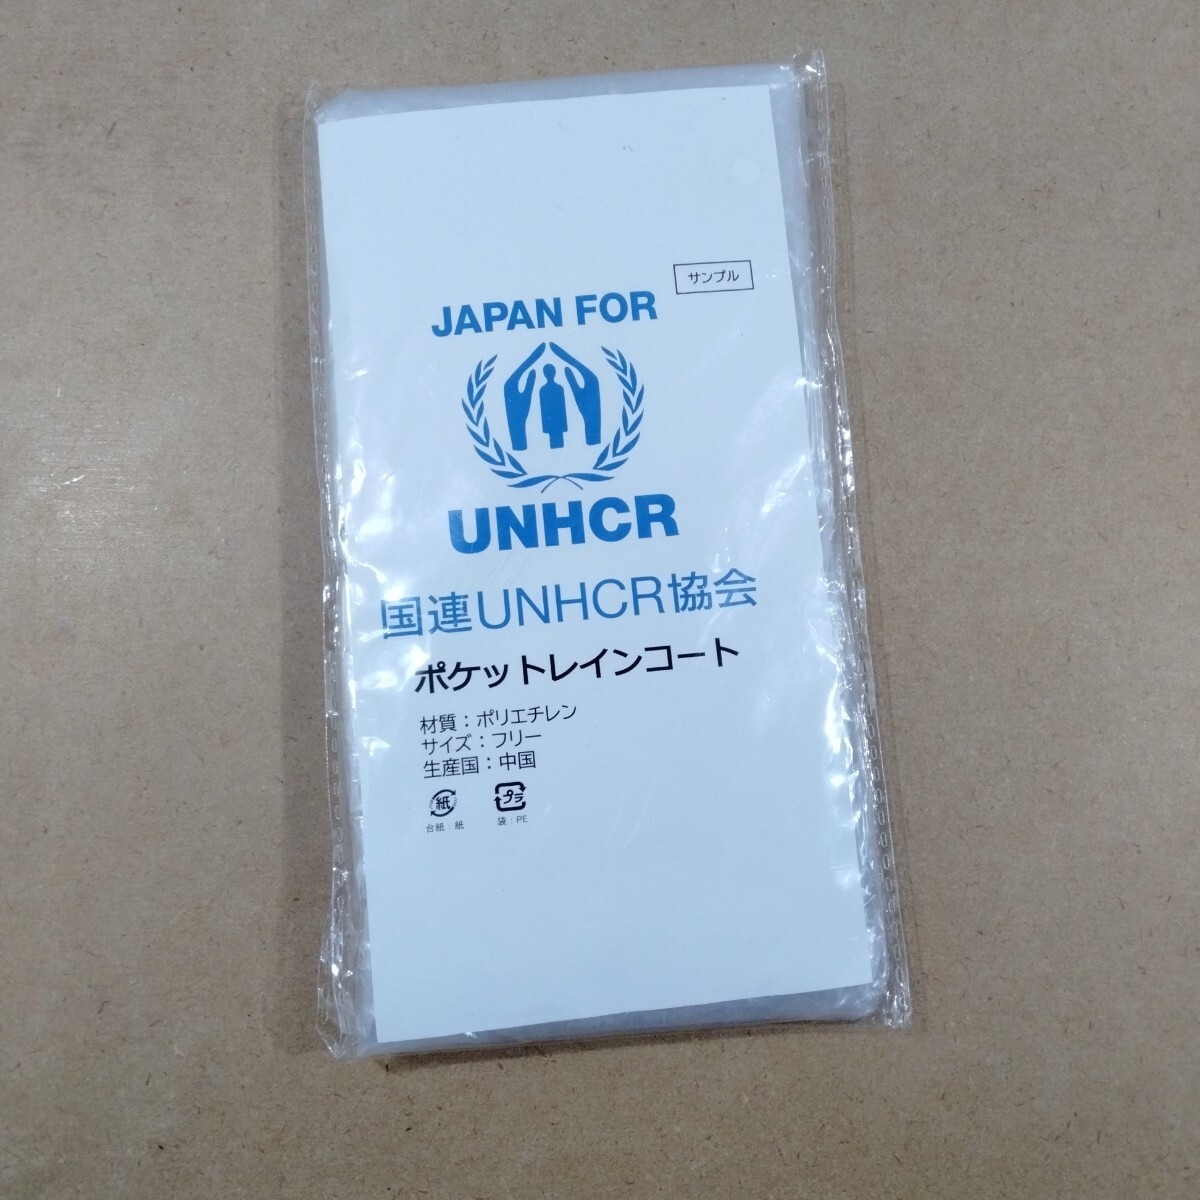 サンプル
JAPAN FOR
UNHCR
国連UNHCR協会
ポケットレインコート
材質：ポリエチレン
サイズ：フリー
生産国：中国
紙 プラ
台紙：紙 袋：PE